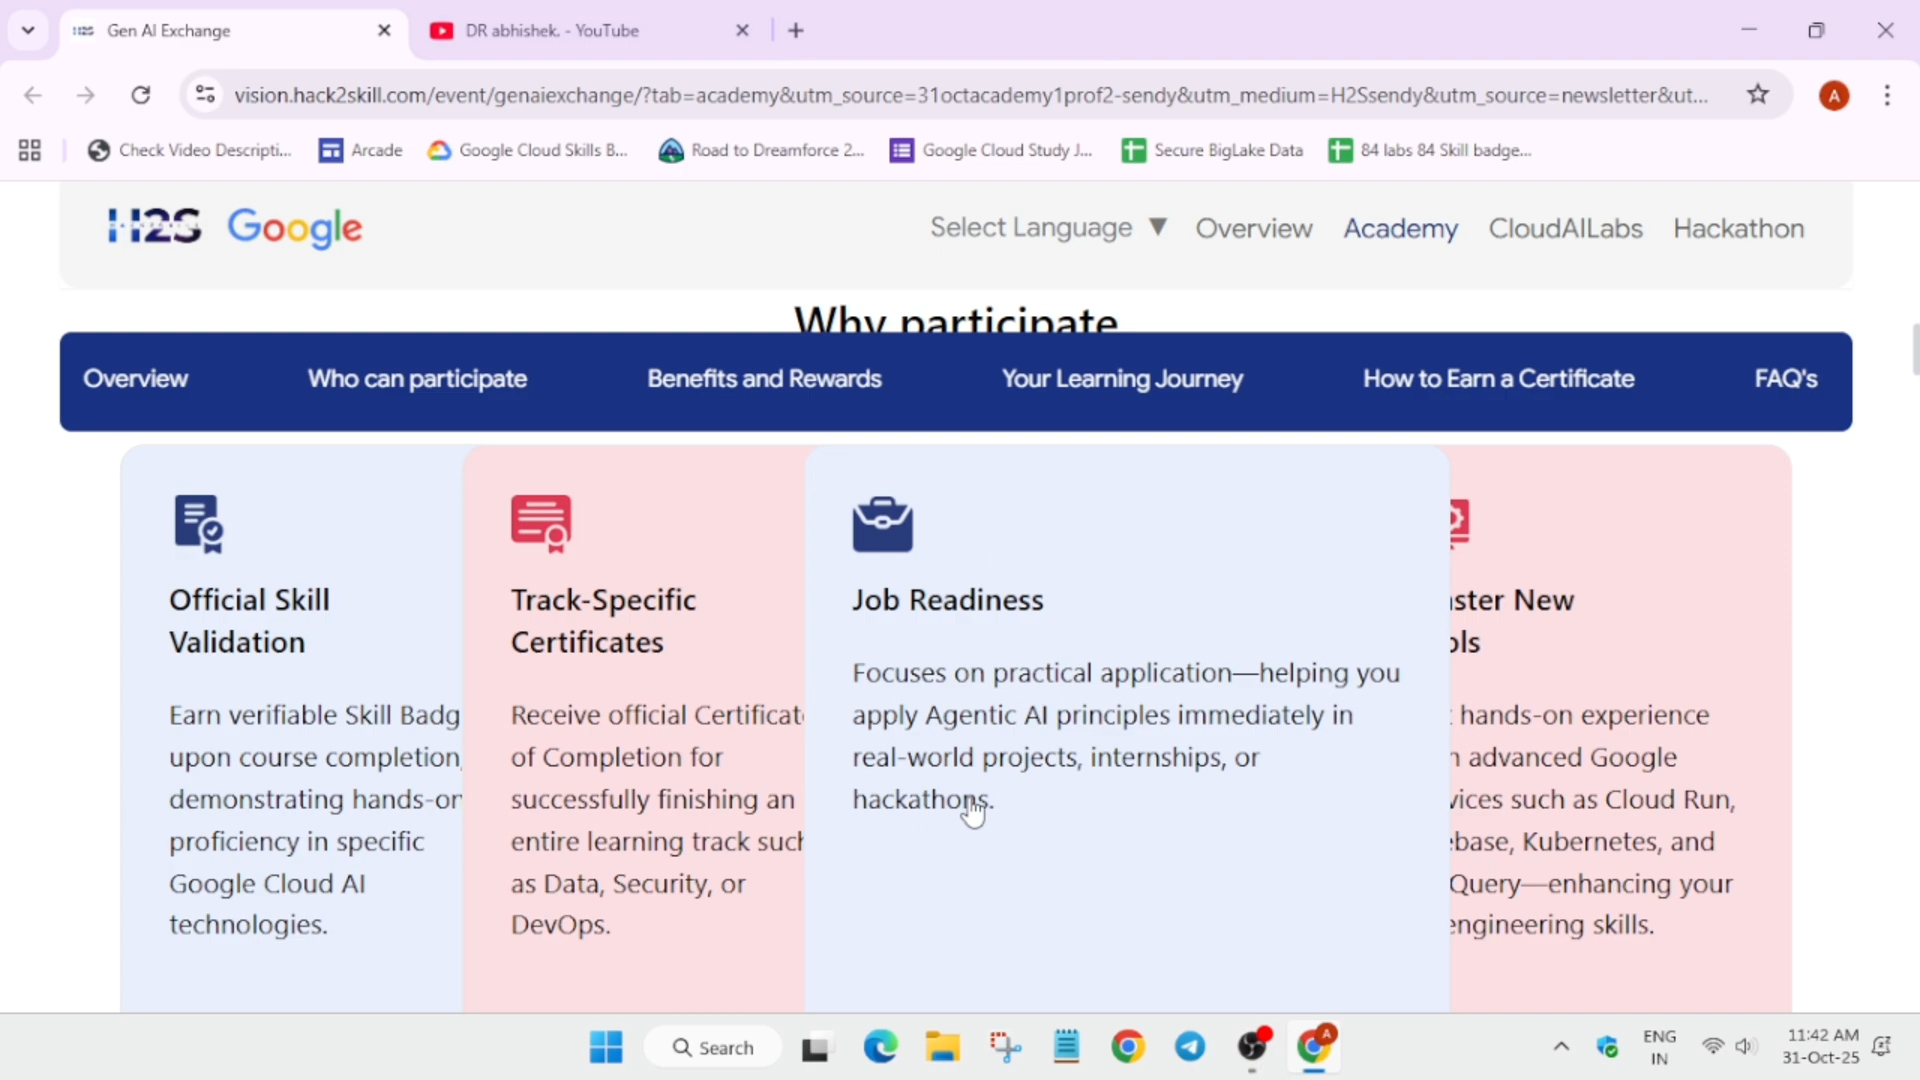 Gen AI Exchange
DR abhishek. - YouTube
vision.hack2skill.com/event/genaiexchange/?tab=academy&utm_source=31octacademy1prof2-sendy&utm_medium=H2Ssendy&utm_source=newsletter&ut...
A
Check Video Descripti...
Arcade
Google Cloud Skills B...
Road to Dreamforce 2...
Google Cloud Study J...
Secure BigLake Data
84 labs 84 Skill badge...
H2S Google
Select Language ▼
Overview
Academy
CloudAILabs
Hackathon
Why participate
Overview
Who can participate
Benefits and Rewards
Your Learning Journey
How to Earn a Certificate
FAQ's
Official Skill
Validation
Earn verifiable Skill Badg
upon course completion,
demonstrating hands-on
proficiency in specific
Google Cloud AI
technologies.
Track-Specific
Certificates
Receive official Certificat
of Completion for
successfully finishing an
entire learning track such
as Data, Security, or
DevOps.
Job Readiness
Focuses on practical application—helping you
apply Agentic AI principles immediately in
real-world projects, internships, or
hackathons.
ster New
ols
hands-on experience
advanced Google
vices such as Cloud Run,
base, Kubernetes, and
Query—enhancing your
engineering skills.
Search
A
ENG
IN
11:42 AM
31-Oct-25